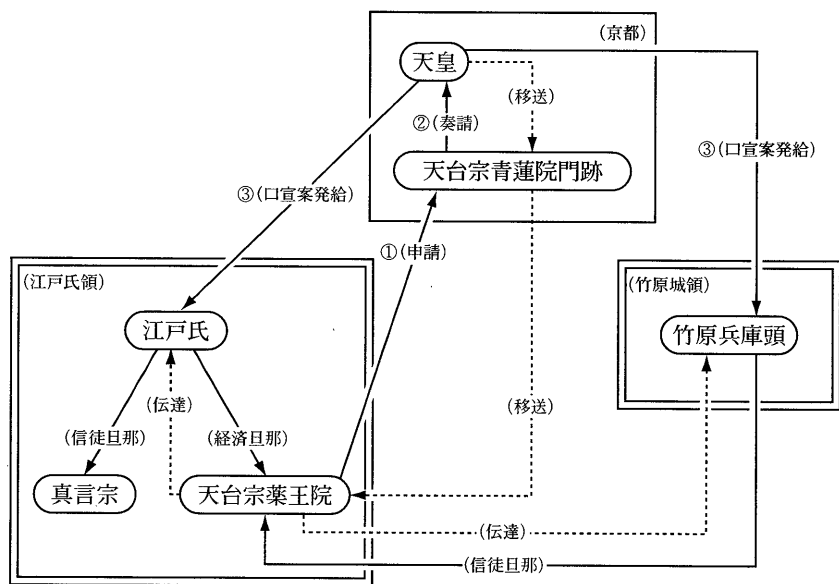 (京都)
天皇
(移送)
②(奏請)
天台宗青蓮院門跡
③(口宣案発給)
③(口宣案発給)
①(申請)
(江戸氏領)
(竹原城領)
江戸氏
竹原兵庫頭
(伝達)
(移送)
(信徒旦那)
(経済旦那)
真言宗
天台宗薬王院
(伝達)
(信徒旦那)